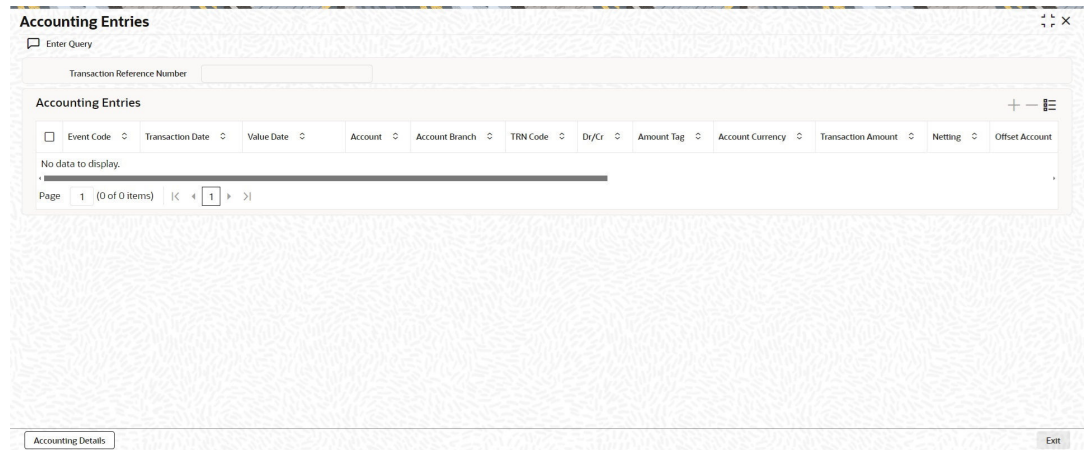 Accounting Entries
Enter Query
Transaction Reference Number
Accounting Entries
Event Code Transaction Date Value Date Account Account Branch TRN Code Dr/Cr Amount Tag Account Currency Transaction Amount Netting Offset Account
No data to display.
Page 1 (0 of 0 items) 1
Accounting Details Exit